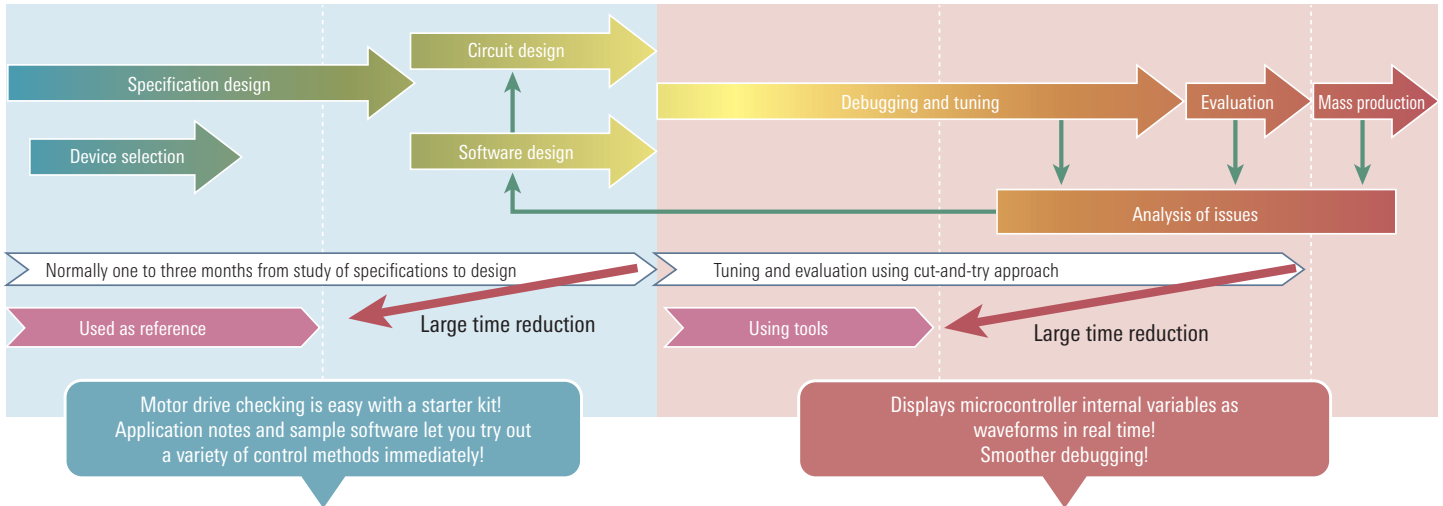 Circuit design
Specification design
Debugging and tuning
Evaluation
Mass production
Device selection
Software design
Analysis of issues
Normally one to three months from study of specifications to design
Tuning and evaluation using cut-and-try approach
Used as reference
Large time reduction
Using tools
Large time reduction
Motor drive checking is easy with a starter kit!
Application notes and sample software let you try out
a variety of control methods immediately!
Displays microcontroller internal variables as
waveforms in real time!
Smoother debugging!